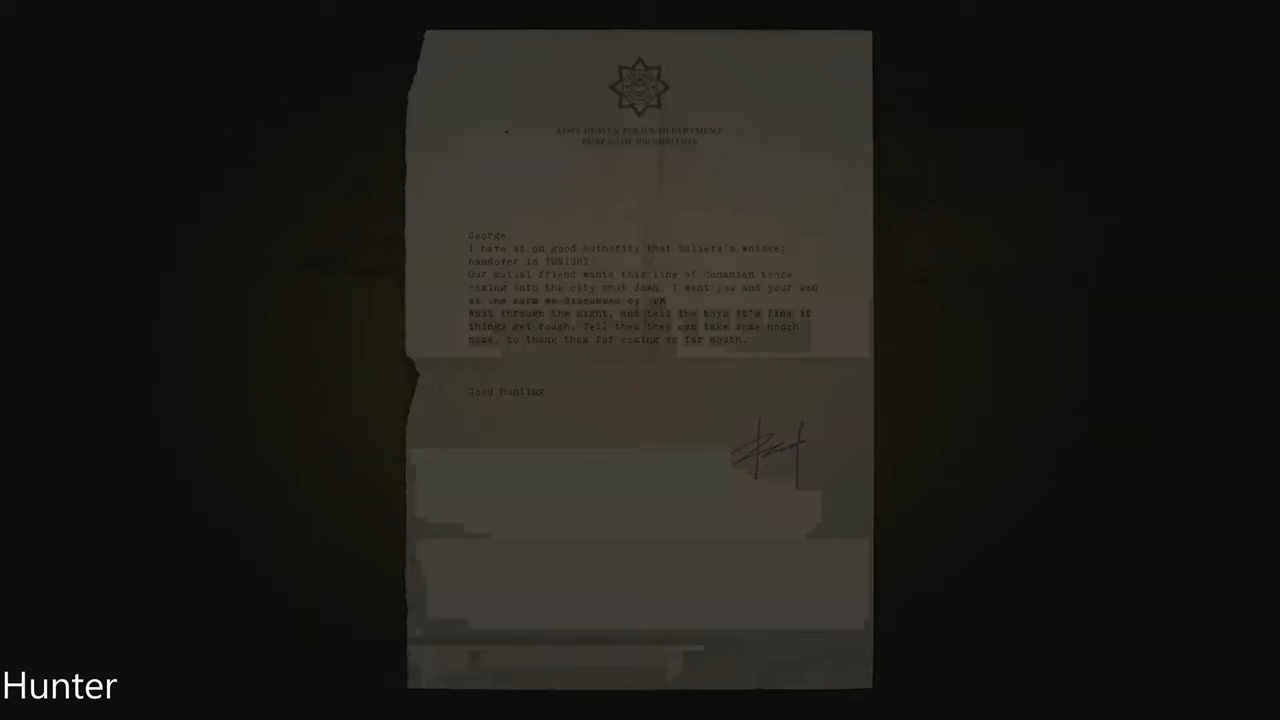 LOST HEAVEN POLICE DEPARTMENT
BUREAU OF PROHIBITION
George,
I have it on good authority that Salieri's whiskey
handover is TONIGHT.
Our mutual friend wants this line of Canadian booze
coming into the city shut down. I want you and your men
at the farm we discussed by PM
Wait through the night, and tell the boys it's fine if
things get rough. Tell them they can take some hooch
home, to thank them for coming so far south.
Good hunting
Hunter